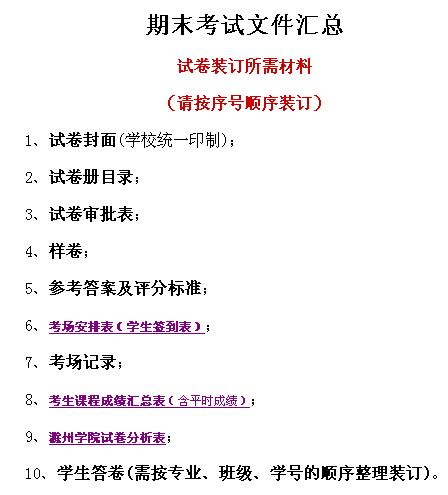 期末考试文件汇总
试卷装订所需材料
（请按序号顺序装订）
1、试卷封面(学校统一印制)；
2、试卷册目录；
3、试卷审批表；
4、样卷；
5、参考答案及评分标准；
6、考场安排表（学生签到表）；
7、考场记录；
8、考生课程成绩汇总表（含平时成绩）；
9、滁州学院试卷分析表；
10、学生答卷(需按专业、班级、学号的顺序整理装订)。